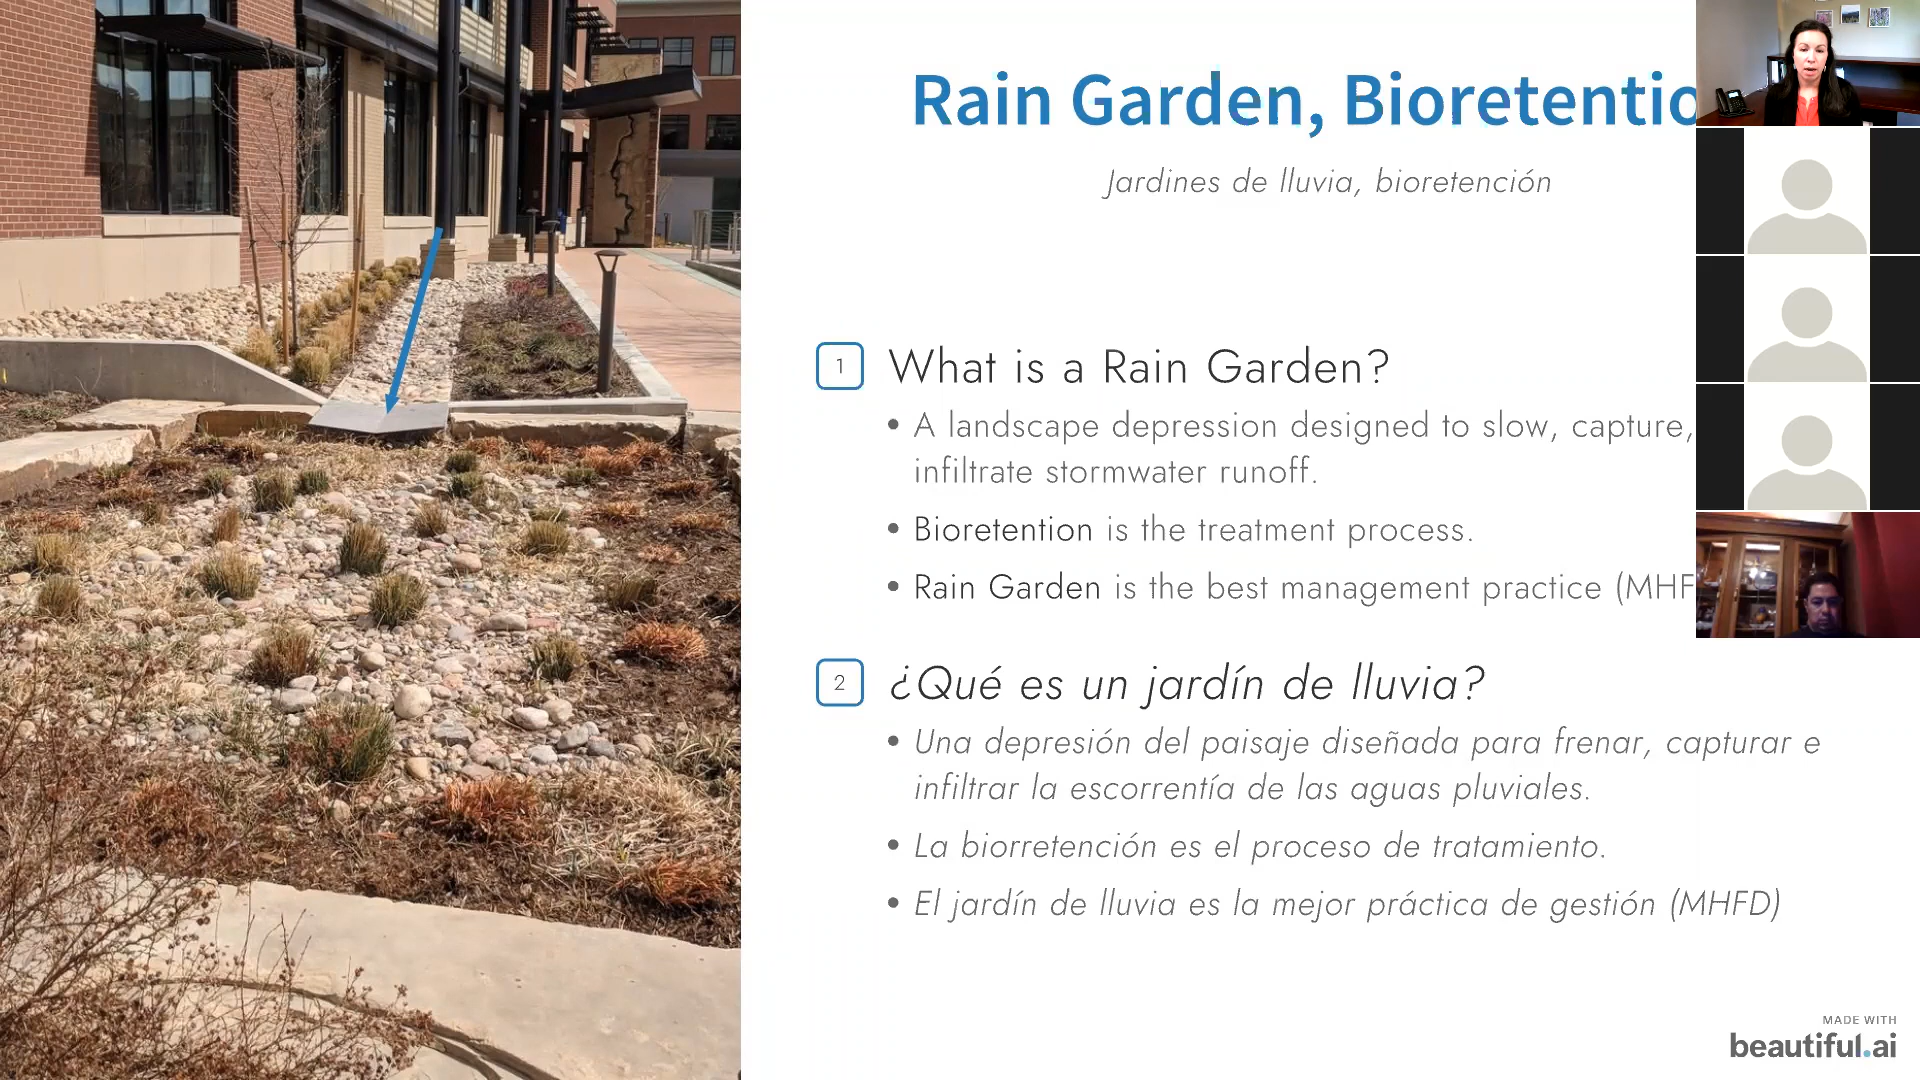 Rain Garden, Bioretentio
Jardines de lluvia, bioretención
1 What is a Rain Garden?
• A landscape depression designed to slow, capture,
infiltrate stormwater runoff.
• Bioretention is the treatment process.
• Rain Garden is the best management practice (MHF
2 ¿Qué es un jardín de lluvia?
• Una depresión del paisaje diseñada para frenar, capturar e
infiltrar la escorrentía de las aguas pluviales.
• La biorretención es el proceso de tratamiento.
• El jardín de lluvia es la mejor práctica de gestión (MHFD)
MADE WITH
beautiful.ai